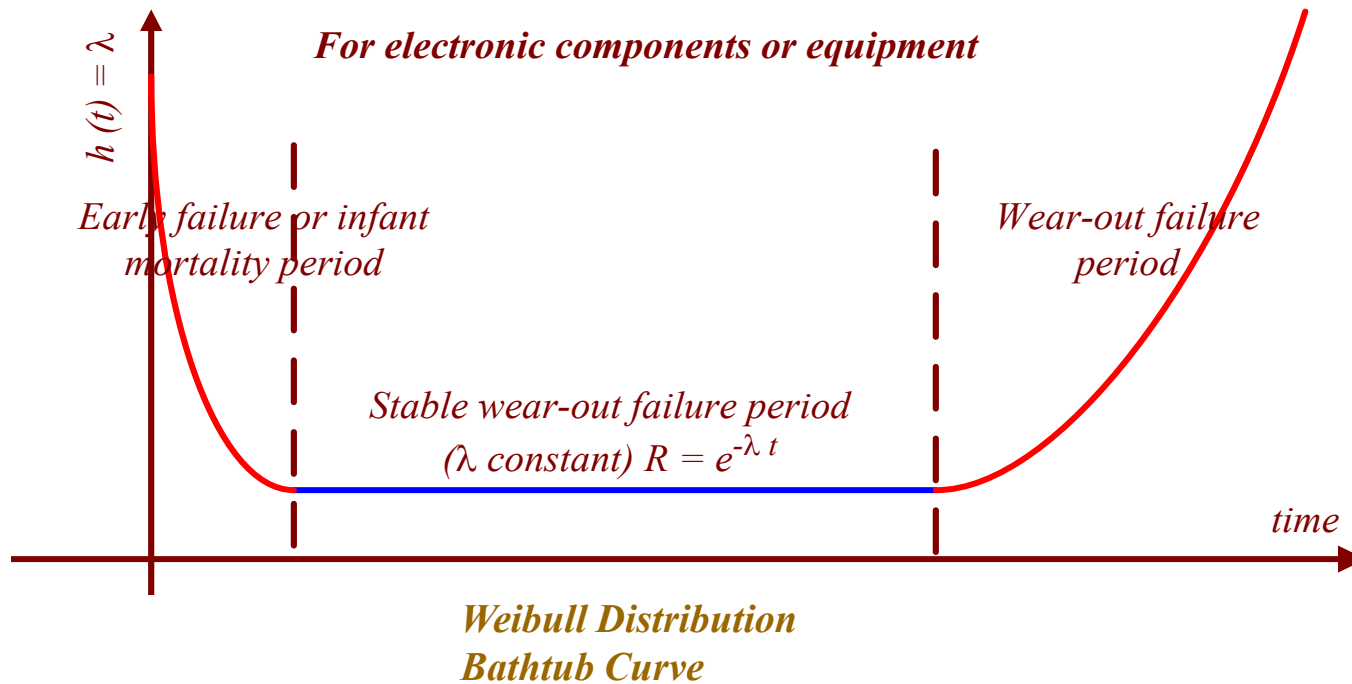 For electronic components or equipment
h (t) = λ
Early failure or infant
mortality period
Wear-out failure
period
Stable wear-out failure period
(λ constant) R = e^-λ t
time
Weibull Distribution
Bathtub Curve